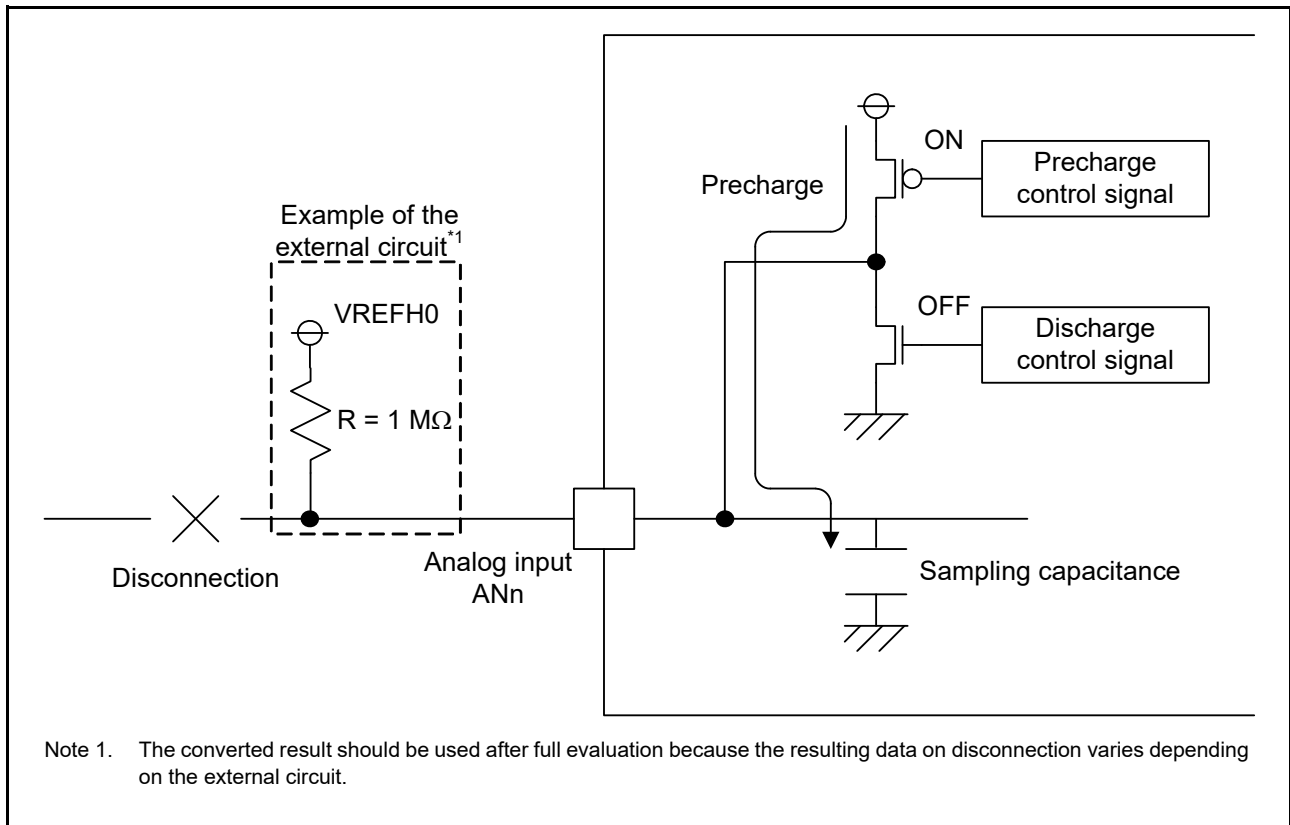 ON
Precharge
control signal
Precharge
Example of the
external circuit*1
VREFH0
OFF
Discharge
control signal
R = 1 MΩ
Analog input
ANn
Disconnection
Sampling capacitance
Note 1. The converted result should be used after full evaluation because the resulting data on disconnection varies depending
on the external circuit.